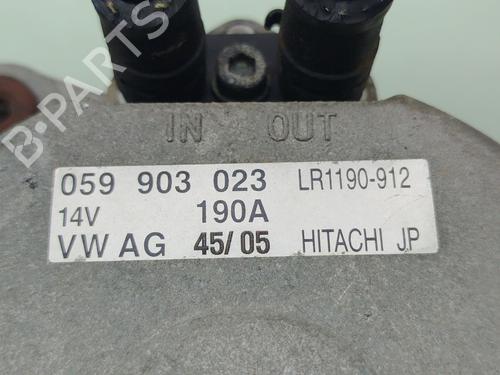 IN OUT
059 903 023 LR1190-912
14V 190A
VW AG 45/05 HITACHI JP
B-PARTS